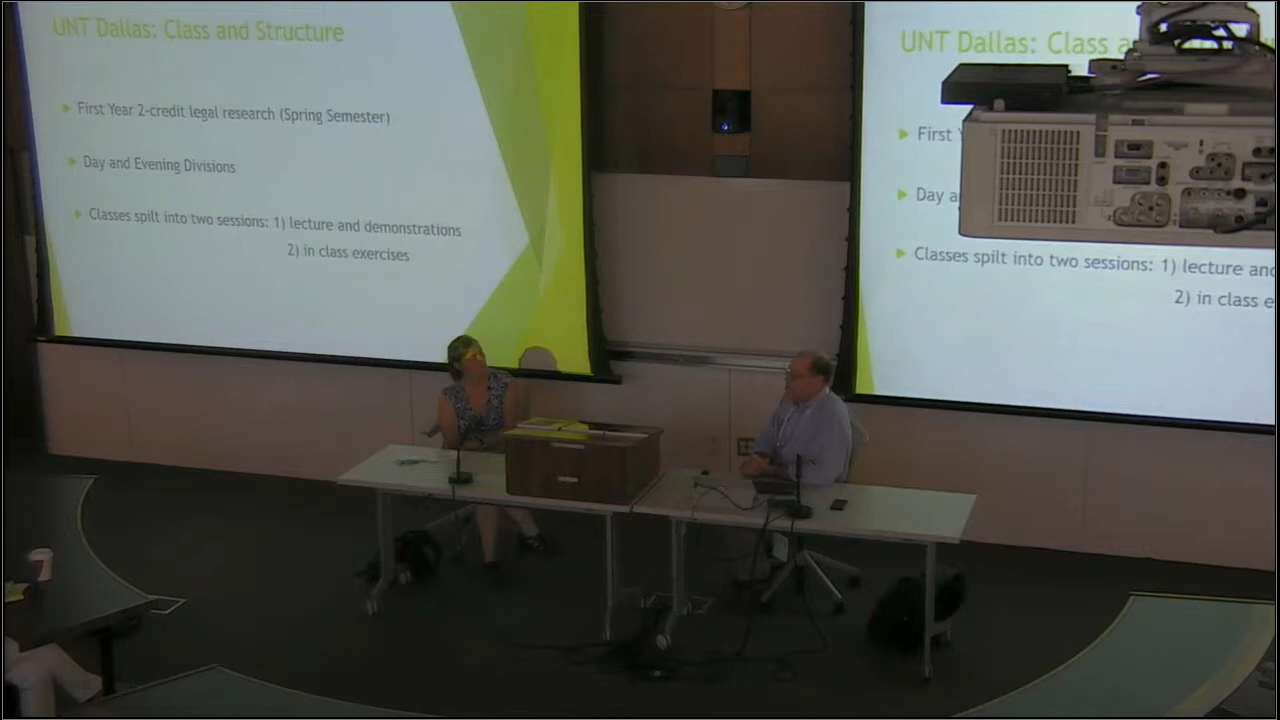 UNT Dallas: Class and Structure
First Year 2-credit legal research (Spring Semester)
Day and Evening Divisions
Classes spilt into two sessions: 1) lecture and demonstrations
2) in class exercises
UNT Dallas: Class a
First
Day a
Classes spilt into two sessions: 1) lecture and
2) in class e